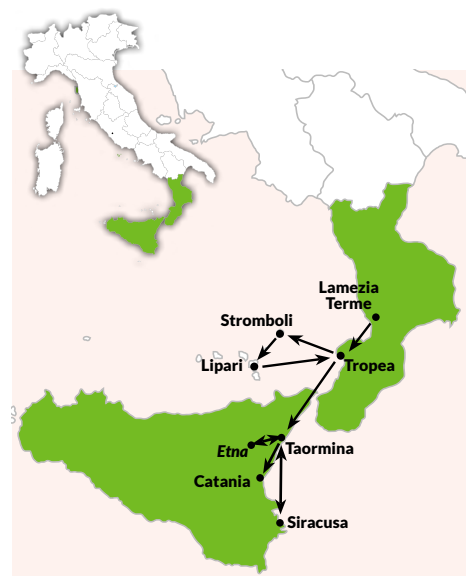 Lamezia
Terme
Stromboli
Lipari
Tropea
Etna
Taormina
Catania
Siracusa